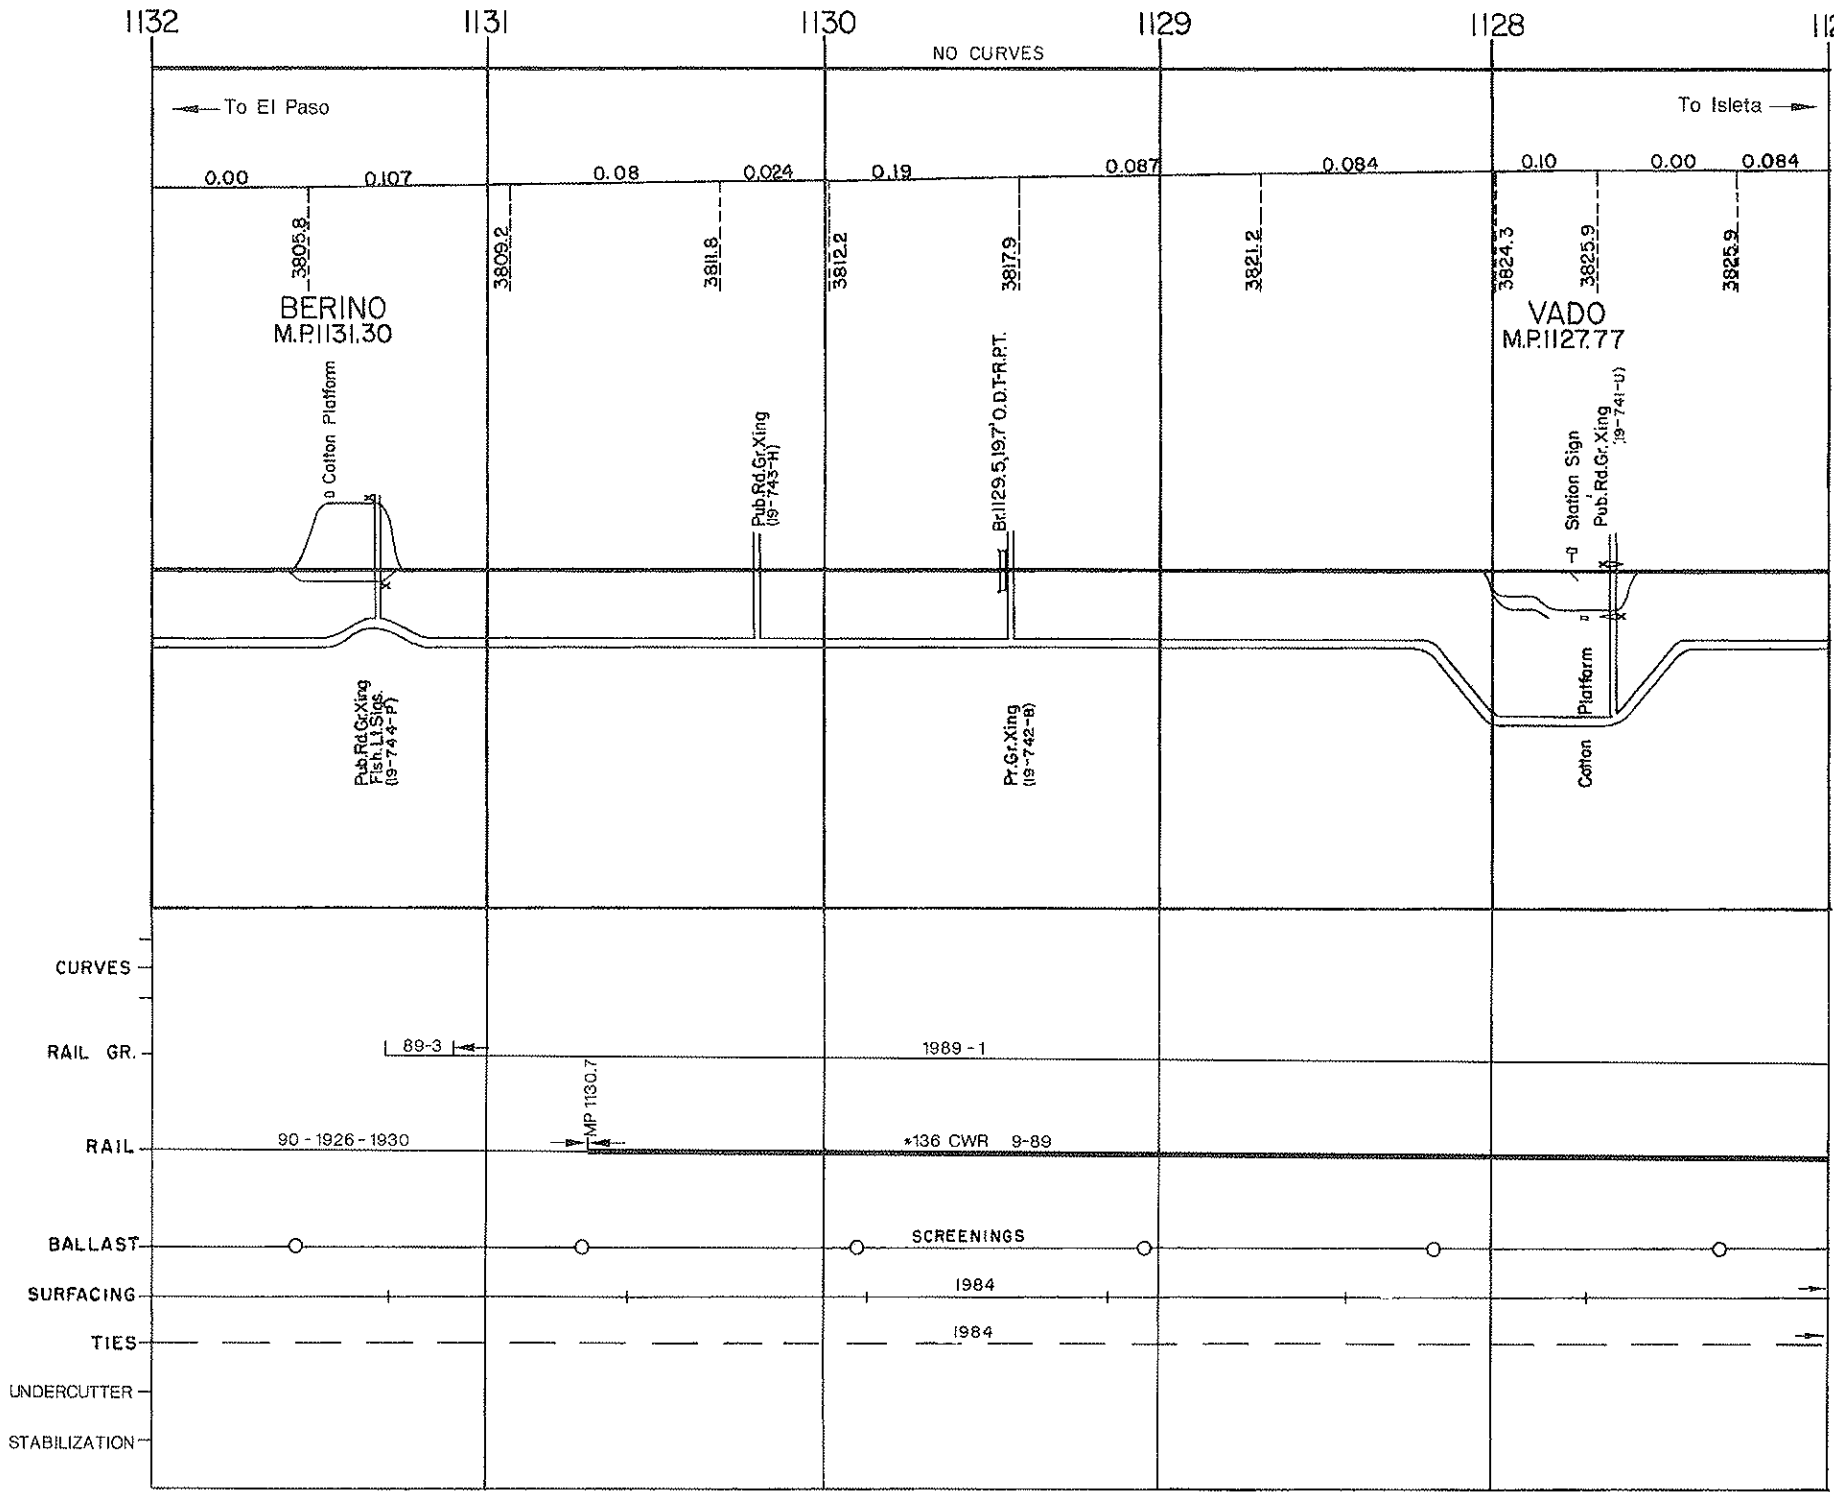 1132 1131 1130 1129 1128 112
NO CURVES
To El Paso To Isleta
0.00 0.107 0.08 0.024 0.19 0.087 0.084 0.10 0.00 0.084
3805.8
3809.2
3811.8
3812.2
3817.9
3821.2
3824.3
3825.9
3825.9
BERINO
M.P.1131.30
VADO
M.P.1127.77
Cotton Platform
Pub.Rd.Gr.Xing
(19-743-H)
Br.1129.5,19.7' O.D.T-R.P.T.
Station Sign
Pub.Rd.Gr.Xing
(19-741-U)
Pub.Rd.Gr.Xing
Flsh.Lt.Sigs.
(19-744-P)
Pr.Gr.Xing
(19-742-B)
Cotton Platform
CURVES
RAIL GR. 89-3 1989-1
MP 1130.7
RAIL 90-1926-1930 *136 CWR 9-89
BALLAST SCREENINGS
SURFACING 1984
TIES 1984
UNDERCUTTER
STABILIZATION